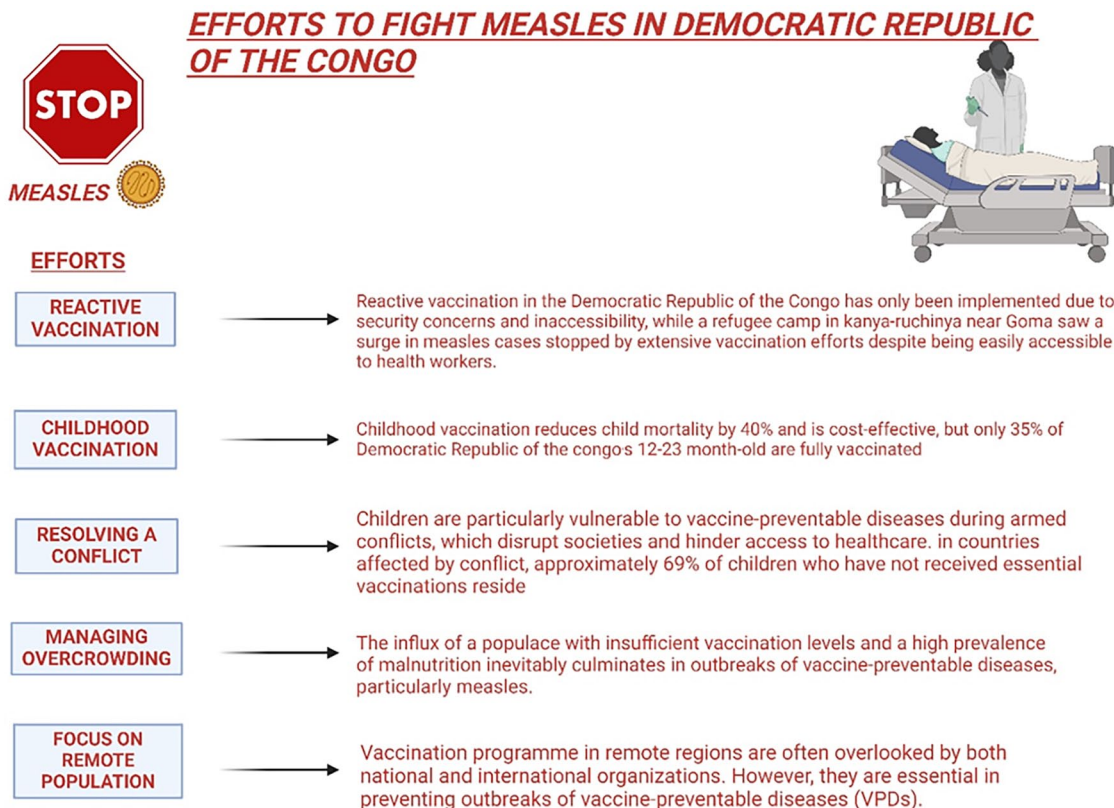 EFFORTS TO FIGHT MEASLES IN DEMOCRATIC REPUBLIC
OF THE CONGO
STOP
MEASLES
EFFORTS
REACTIVE
VACCINATION
Reactive vaccination in the Democratic Republic of the Congo has only been implemented due to
security concerns and inaccessibility, while a refugee camp in kanya-ruchinya near Goma saw a
surge in measles cases stopped by extensive vaccination efforts despite being easily accessible
to health workers.
CHILDHOOD
VACCINATION
Childhood vaccination reduces child mortality by 40% and is cost-effective, but only 35% of
Democratic Republic of the congo's 12-23 month-old are fully vaccinated
RESOLVING A
CONFLICT
Children are particularly vulnerable to vaccine-preventable diseases during armed
conflicts, which disrupt societies and hinder access to healthcare. in countries
affected by conflict, approximately 69% of children who have not received essential
vaccinations reside
MANAGING
OVERCROWDING
The influx of a populace with insufficient vaccination levels and a high prevalence
of malnutrition inevitably culminates in outbreaks of vaccine-preventable diseases,
particularly measles.
FOCUS ON
REMOTE
POPULATION
Vaccination programme in remote regions are often overlooked by both
national and international organizations. However, they are essential in
preventing outbreaks of vaccine-preventable diseases (VPDs).